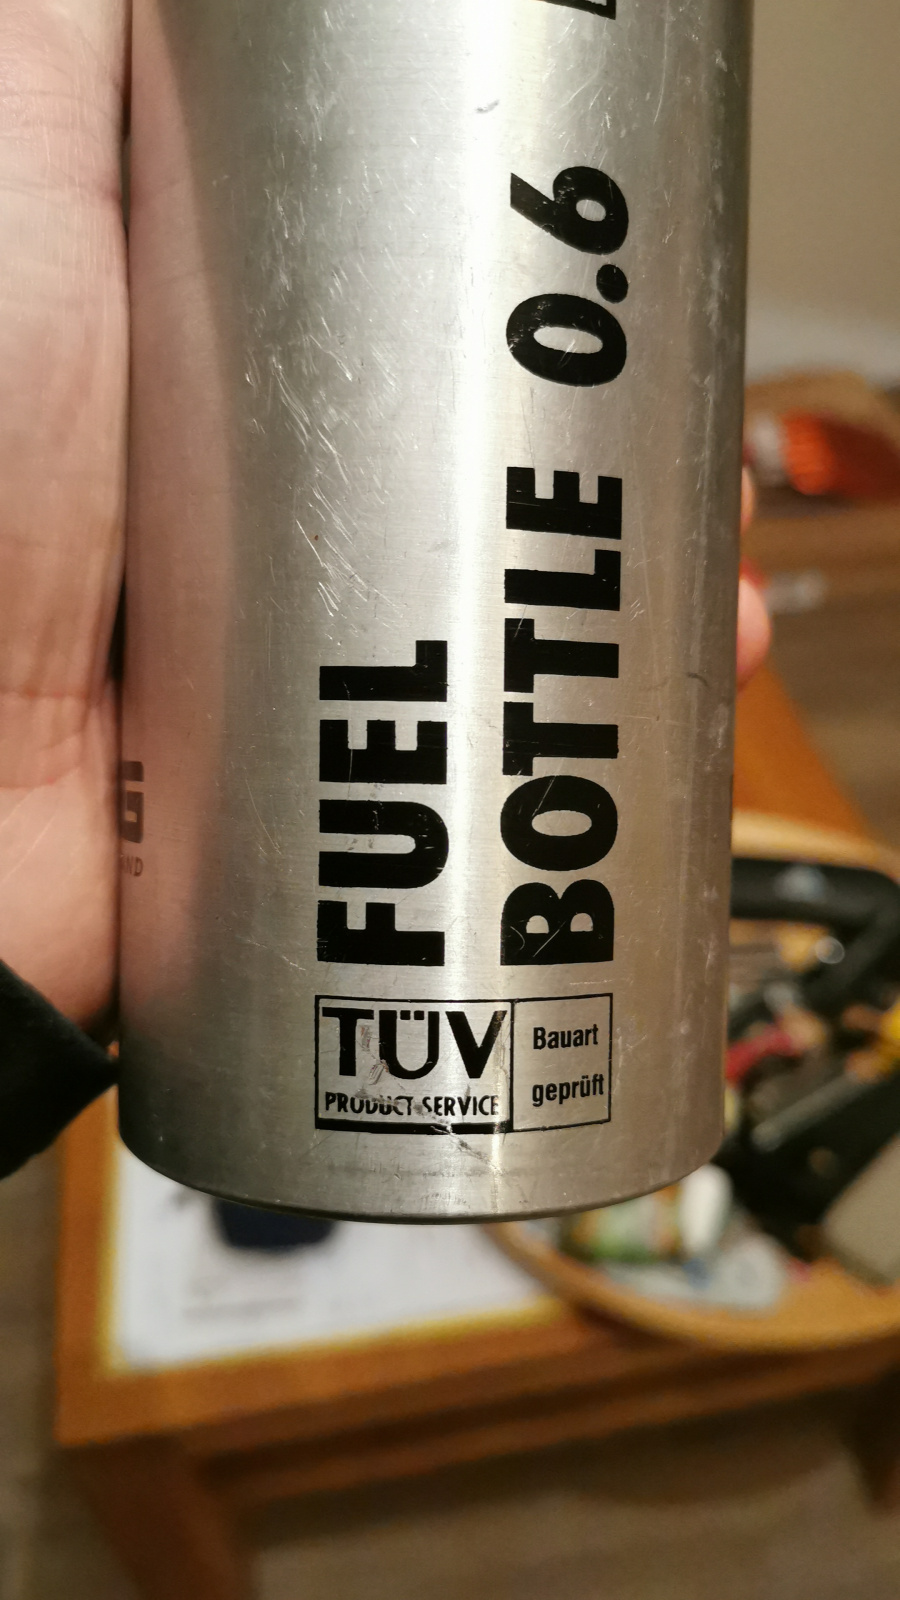 FUEL
BOTTLE 0.6
TÜV
PRODUCT SERVICE
Bauart
geprüft